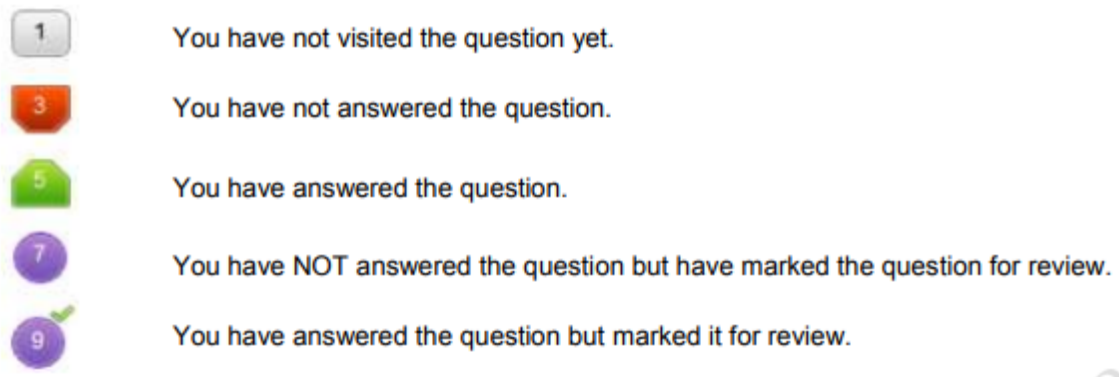 1 You have not visited the question yet.
3 You have not answered the question.
5 You have answered the question.
7 You have NOT answered the question but have marked the question for review.
9 You have answered the question but marked it for review.